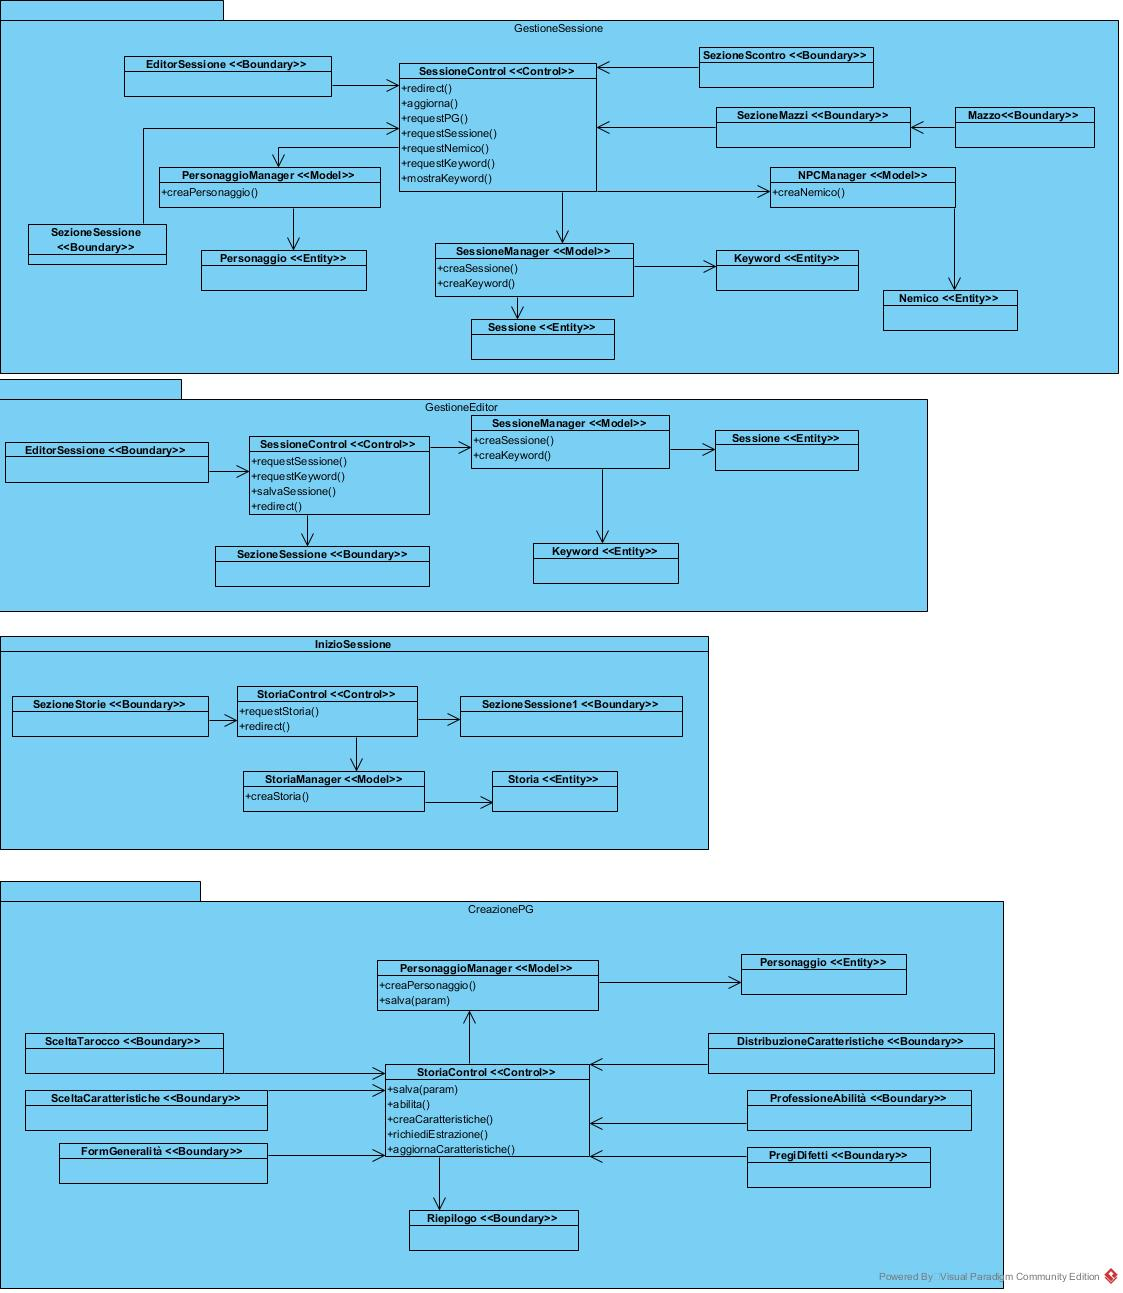 GestioneSessione
EditorSessione <<Boundary>>
SessioneControl <<Control>>
+redirect()
+aggiorna()
+requestPG()
+requestSessione()
+requestNemico()
+requestKeyword()
+mostraKeyword()
SezioneScontro <<Boundary>>
SezioneMazzi <<Boundary>>
Mazzo<<Boundary>>
PersonaggioManager <<Model>>
+creaPersonaggio()
NPCManager <<Model>>
+creaNemico()
SezioneSessione
<<Boundary>>
Personaggio <<Entity>>
SessioneManager <<Model>>
+creaSessione()
+creaKeyword()
Keyword <<Entity>>
Nemico <<Entity>>
Sessione <<Entity>>
GestioneEditor
EditorSessione <<Boundary>>
SessioneControl <<Control>>
+requestSessione()
+requestKeyword()
+salvaSessione()
+redirect()
SessioneManager <<Model>>
+creaSessione()
+creaKeyword()
Sessione <<Entity>>
SezioneSessione <<Boundary>>
Keyword <<Entity>>
InizioSessione
SezioneStorie <<Boundary>>
StoriaControl <<Control>>
+requestStoria()
+redirect()
SezioneSessione1 <<Boundary>>
StoriaManager <<Model>>
+creaStoria()
Storia <<Entity>>
CreazionePG
PersonaggioManager <<Model>>
+creaPersonaggio()
+salva(param)
Personaggio <<Entity>>
SceltaTarocco <<Boundary>>
SceltaCaratteristiche <<Boundary>>
FormGeneralità <<Boundary>>
StoriaControl <<Control>>
+salva(param)
+abilita()
+creaCaratteristiche()
+richiediEstrazione()
+aggiornaCaratteristiche()
DistribuzioneCaratteristiche <<Boundary>>
ProfessioneAbilità <<Boundary>>
PregiDifetti <<Boundary>>
Riepilogo <<Boundary>>
Powered By Visual Paradigm Community Edition